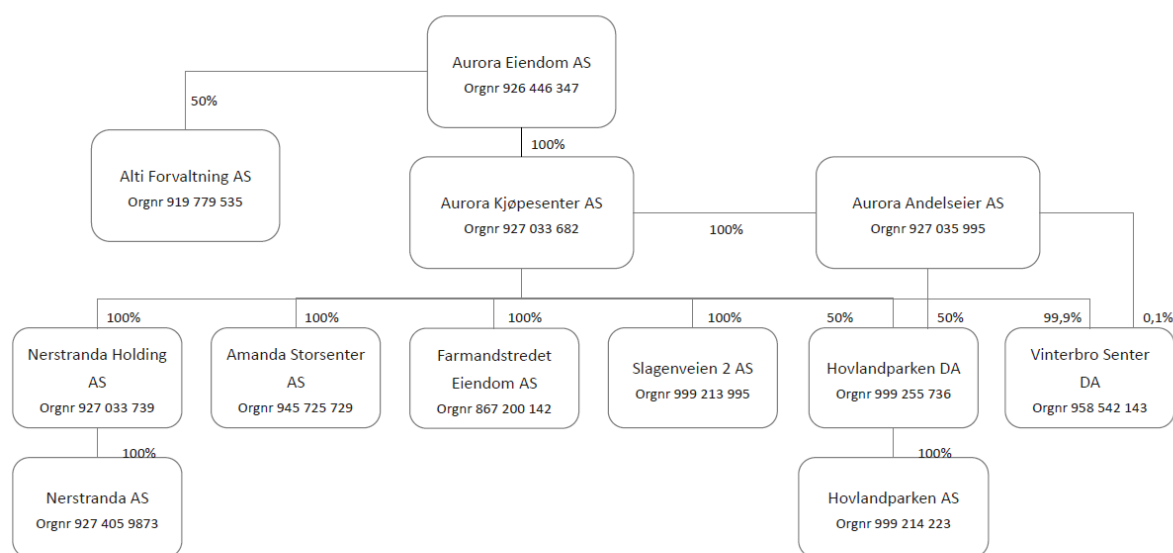 Aurora Eiendom AS
Orgnr 926 446 347
50%
100%
Alti Forvaltning AS
Orgnr 919 779 535
Aurora Kjøpesenter AS
Orgnr 927 033 682
100%
Aurora Andelseier AS
Orgnr 927 035 995
100%
100%
100%
100%
50%
50%
99,9%
0,1%
Nerstranda Holding
AS
Orgnr 927 033 739
Amanda Storsenter
AS
Orgnr 945 725 729
Farmandstredet
Eiendom AS
Orgnr 867 200 142
Slagenveien 2 AS
Orgnr 999 213 995
Hovlandparken DA
Orgnr 999 255 736
Vinterbro Senter
DA
Orgnr 958 542 143
100%
100%
Nerstranda AS
Orgnr 927 405 9873
Hovlandparken AS
Orgnr 999 214 223